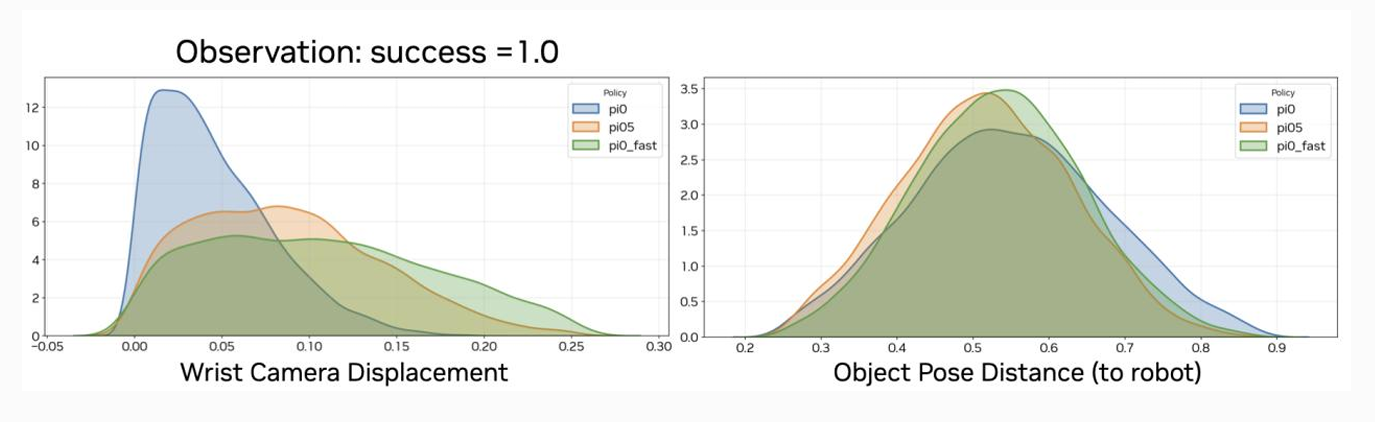 Observation: success =1.0
Policy
pi0
pi05
pi0_fast
12
10
8
6
4
2
0
−0.05 0.00 0.05 0.10 0.15 0.20 0.25 0.30
Wrist Camera Displacement
Policy
pi0
pi05
pi0_fast
3.5
3.0
2.5
2.0
1.5
1.0
0.5
0.0
0.2 0.3 0.4 0.5 0.6 0.7 0.8 0.9
Object Pose Distance (to robot)